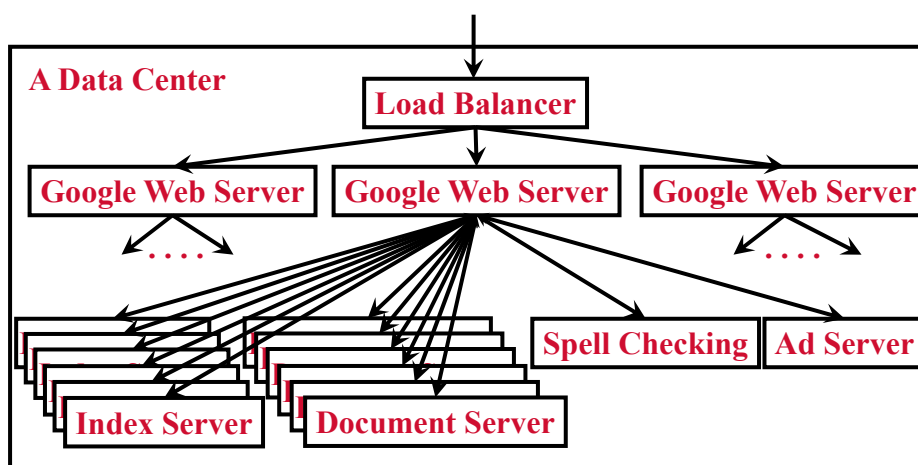 A Data Center
Load Balancer
Google Web Server
Google Web Server
Google Web Server
. . . .
. . . .
Spell Checking
Ad Server
Index Server
Document Server